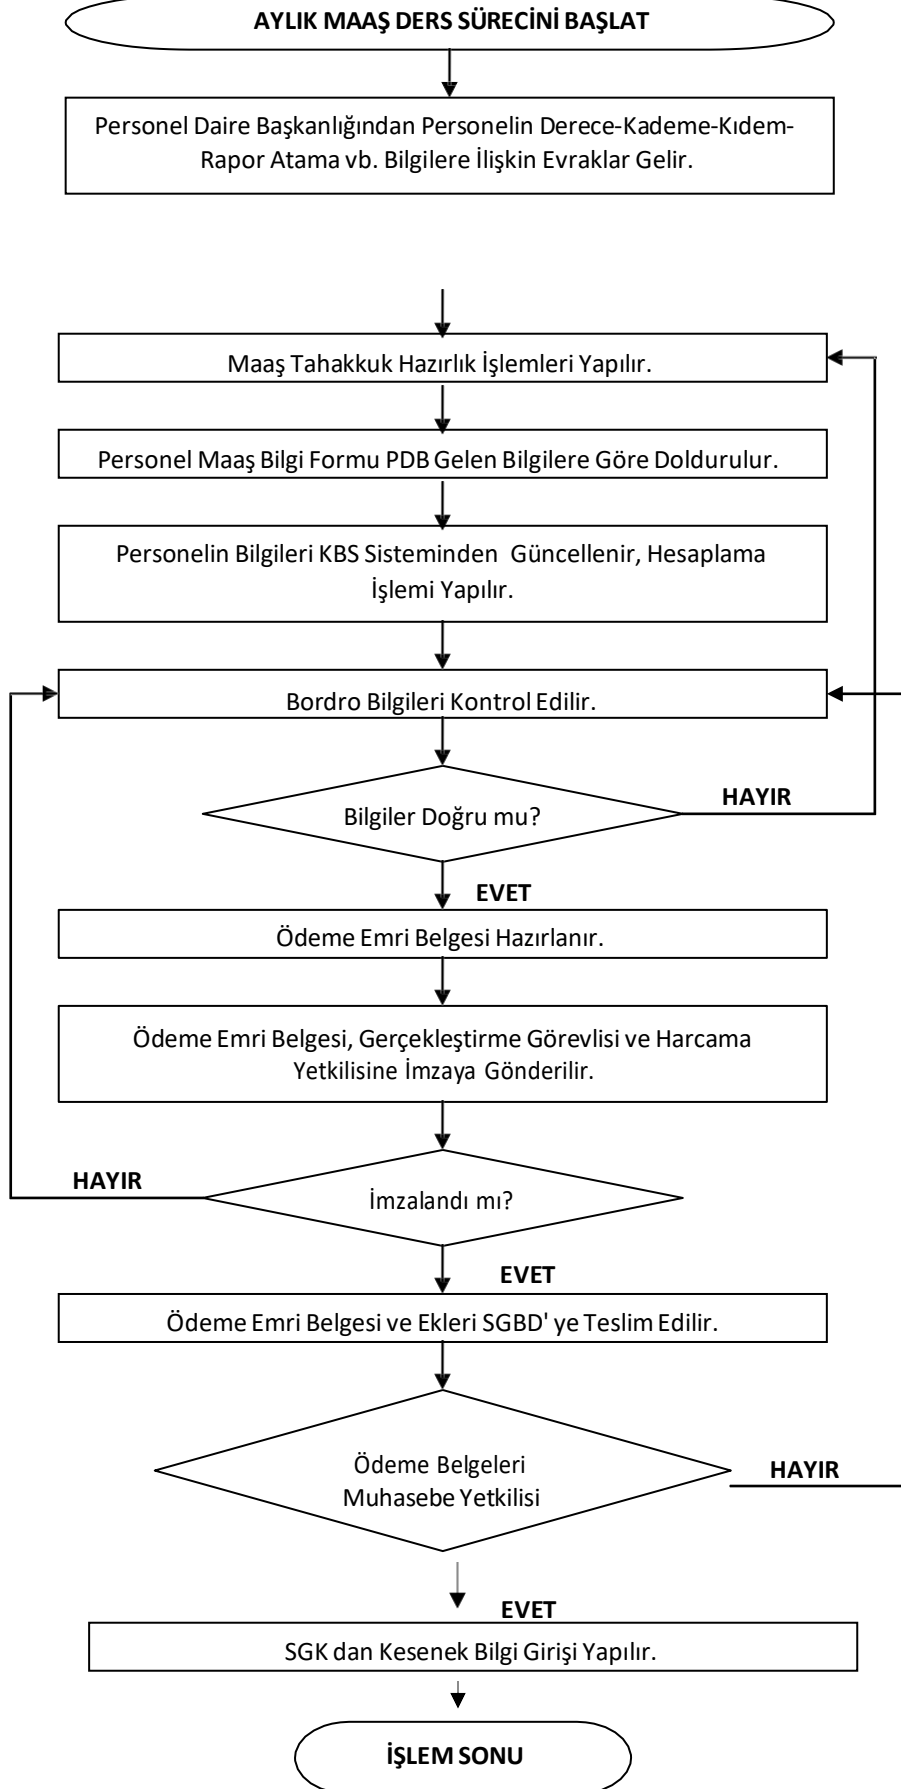 AYLIK MAAŞ DERS SÜRECİNİ BAŞLAT
Personel Daire Başkanlığından Personelin Derece-Kademe-Kıdem-
Rapor Atama vb. Bilgilere İlişkin Evraklar Gelir.
Maaş Tahakkuk Hazırlık İşlemleri Yapılır.
Personel Maaş Bilgi Formu PDB Gelen Bilgilere Göre Doldurulur.
Personelin Bilgileri KBS Sisteminden Güncellenir, Hesaplama
İşlemi Yapılır.
Bordro Bilgileri Kontrol Edilir.
HAYIR
Bilgiler Doğru mu?
EVET
Ödeme Emri Belgesi Hazırlanır.
Ödeme Emri Belgesi, Gerçekleştirme Görevlisi ve Harcama
Yetkilisine İmzaya Gönderilir.
HAYIR
İmzalandı mı?
EVET
Ödeme Emri Belgesi ve Ekleri SGBD' ye Teslim Edilir.
Ödeme Belgeleri
HAYIR
Muhasebe Yetkilisi
EVET
SGK dan Kesenek Bilgi Girişi Yapılır.
İŞLEM SONU